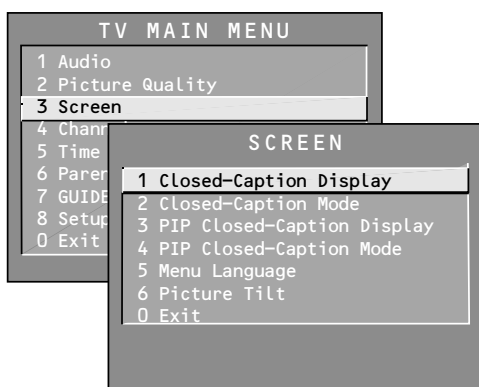 TV MAIN MENU
1 Audio
2 Picture Quality
3 Screen
4 Chann
5 Time
6 Paren
7 GUIDE
8 Setup
0 Exit
SCREEN
1 Closed-Caption Display
2 Closed-Caption Mode
3 PIP Closed-Caption Display
4 PIP Closed-Caption Mode
5 Menu Language
6 Picture Tilt
0 Exit